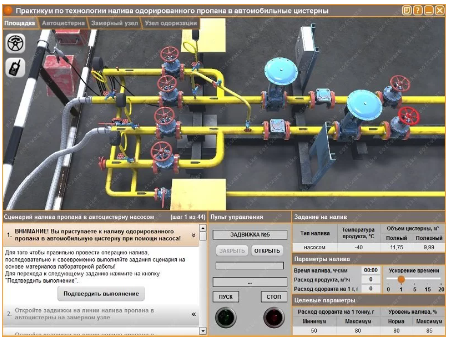 Практикум по технологии налива одорированного пропана в автомобильные цистерны
Площадка Автоцистерна Замерный узел Узел одоризации
Сценарий налива пропана в автоцистерну насосом (шаг 1 из 44)
1. ВНИМАНИЕ! Вы приступаете к наливу одорированного
пропана в автомобильную цистерну при помощи насоса!
Для того чтобы правильно провести операцию налива,
последовательно и своевременно выполняйте задания сценария на
основе материалов лабораторной работы!
Для перехода к следующему заданию нажмите на кнопку
"Подтвердить выполнение".
Подтвердить выполнение
2. Откройте задвижки на линии налива пропана в
автоцистерны на замерном узле
Пульт управления
ЗАДВИЖКА №6
ЗАКРЫТЬ ОТКРЫТЬ
...
ПУСК СТОП
Задание на налив
Тип налива Температура продукта, °C Объем цистерны, м³
Полный Полезный
насосом -40 11,75 9,99
Параметры налива
Время налива, ч:мм 00:00 Ускорение времени
Расход продукта, м³/ч 0
Расход одоранта на 1 т, г 0 0 1 5 10 15 20
Целевые параметры
Расход одоранта на 1 т, г Уровень налива, %
Минимум Максимум Норма Максимум
50 80 80 85